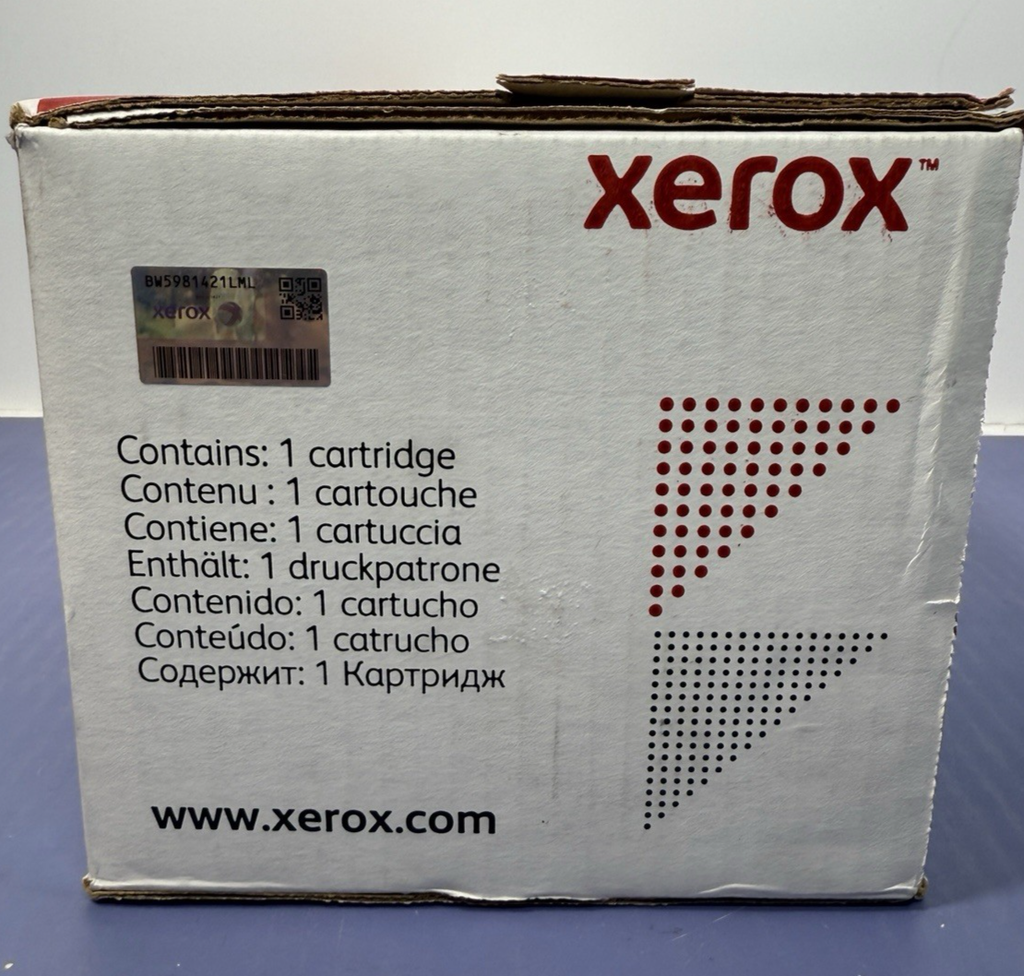 xerox™
BW5981421LML
xerox
Contains: 1 cartridge
Contenu : 1 cartouche
Contiene: 1 cartuccia
Enthält: 1 druckpatrone
Contenido: 1 cartucho
Conteúdo: 1 catrucho
Содержит: 1 Картридж
www.xerox.com